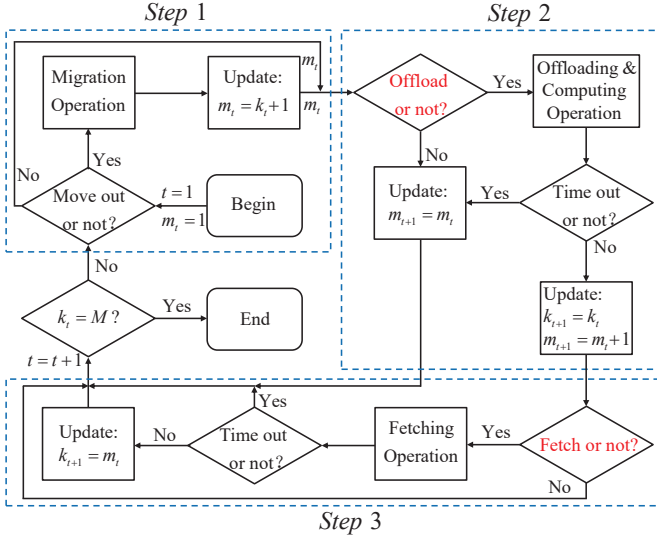 Step 1
Step 2
m_t
Migration
Operation
Update:
m_t = k_t + 1
m_t
Offload
or not?
Yes
Offloading &
Computing
Operation
No
Yes
No
Move out
or not?
t = 1
m_t = 1
Begin
Update:
m_{t+1} = m_t
Yes
Time out
or not?
No
No
k_t = M ?
Yes
End
Update:
k_{t+1} = k_t
m_{t+1} = m_t + 1
t = t + 1
Yes
Update:
k_{t+1} = m_t
No
Time out
or not?
Fetching
Operation
Yes
Fetch or not?
No
Step 3